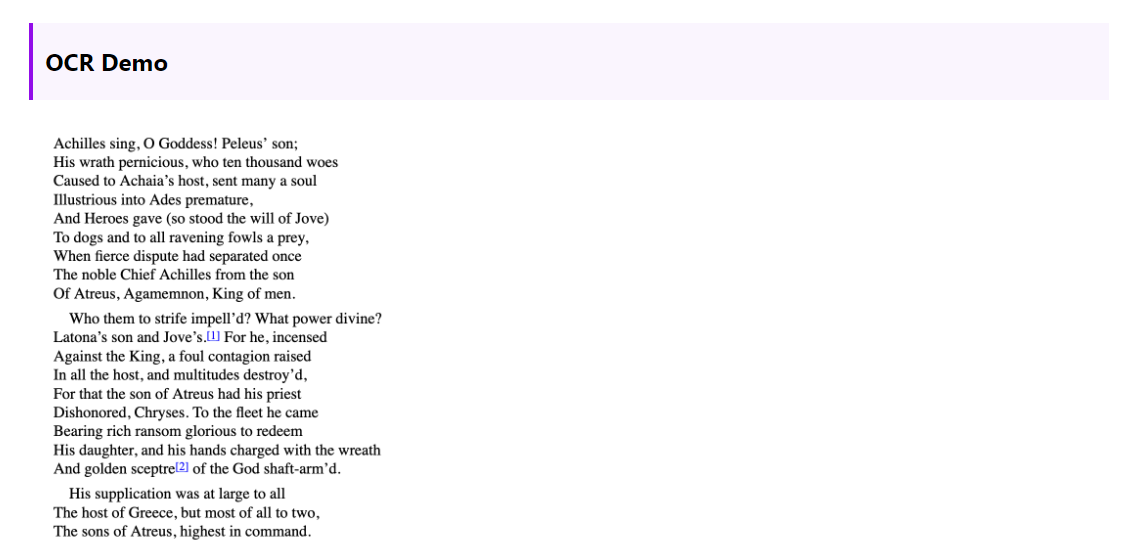 OCR Demo
Achilles sing, O Goddess! Peleus’ son;
His wrath pernicious, who ten thousand woes
Caused to Achaia’s host, sent many a soul
Illustrious into Ades premature,
And Heroes gave (so stood the will of Jove)
To dogs and to all ravening fowls a prey,
When fierce dispute had separated once
The noble Chief Achilles from the son
Of Atreus, Agamemnon, King of men.
Who them to strife impell’d? What power divine?
Latona’s son and Jove’s.[1] For he, incensed
Against the King, a foul contagion raised
In all the host, and multitudes destroy’d,
For that the son of Atreus had his priest
Dishonored, Chryses. To the fleet he came
Bearing rich ransom glorious to redeem
His daughter, and his hands charged with the wreath
And golden sceptre[2] of the God shaft-arm’d.
His supplication was at large to all
The host of Greece, but most of all to two,
The sons of Atreus, highest in command.